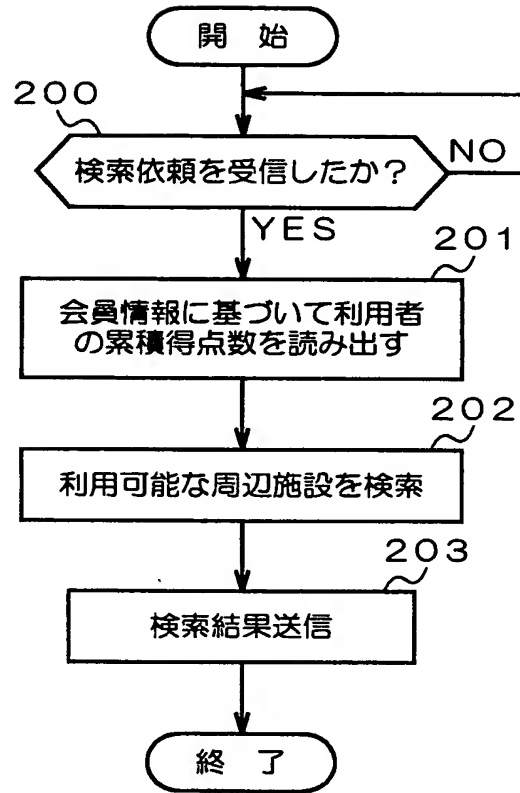 開 始
200
検索依頼を受信したか？
NO
YES
201
会員情報に基づいて利用者
の累積得点数を読み出す
202
利用可能な周辺施設を検索
203
検索結果送信
終 了